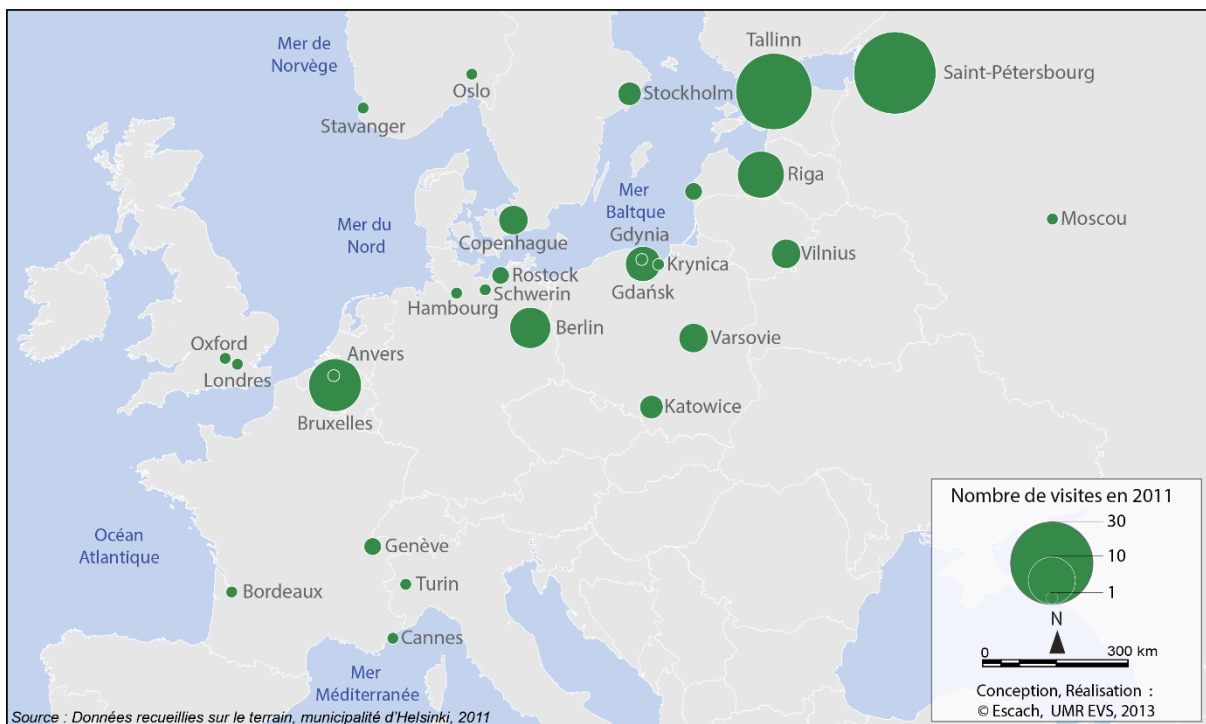 Mer de
Norvège
Tallinn
Saint-Pétersbourg
Oslo
Stockholm
Stavanger
Riga
Mer
Baltque
Mer du
Nord
Moscou
Copenhague
Gdynia
Vilnius
Krynica
Rostock
Gdańsk
Schwerin
Hambourg
Berlin
Varsovie
Oxford
Anvers
Londres
Katowice
Bruxelles
Océan
Atlantique
Genève
Turin
Bordeaux
Cannes
Mer
Méditerranée
Nombre de visites en 2011
30
10
1
N
0 300 km
Conception, Réalisation :
© Escach, UMR EVS, 2013
Source : Données recueillies sur le terrain, municipalité d'Helsinki, 2011